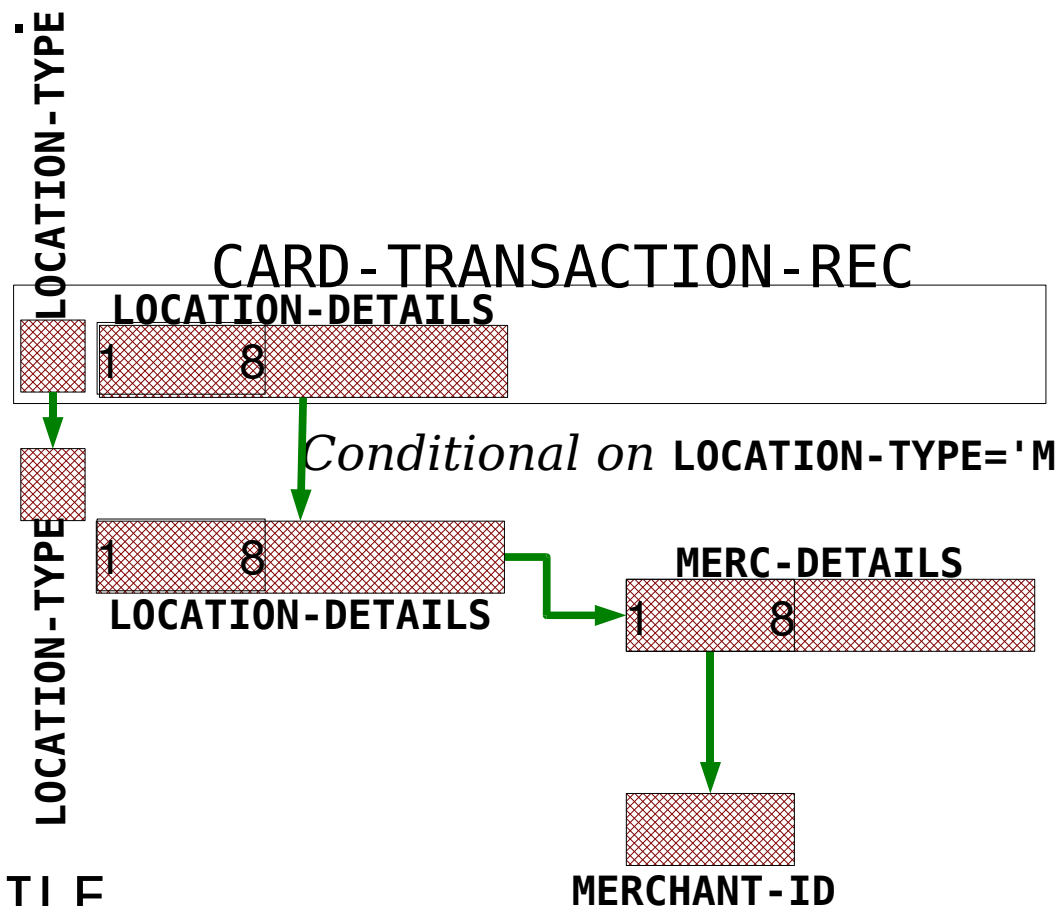 LOCATION-TYPE
CARD-TRANSACTION-REC
LOCATION-DETAILS
1 8
Conditional on LOCATION-TYPE='M
1 8
LOCATION-DETAILS
MERC-DETAILS
1 8
LOCATION-TYPE
MERCHANT-ID